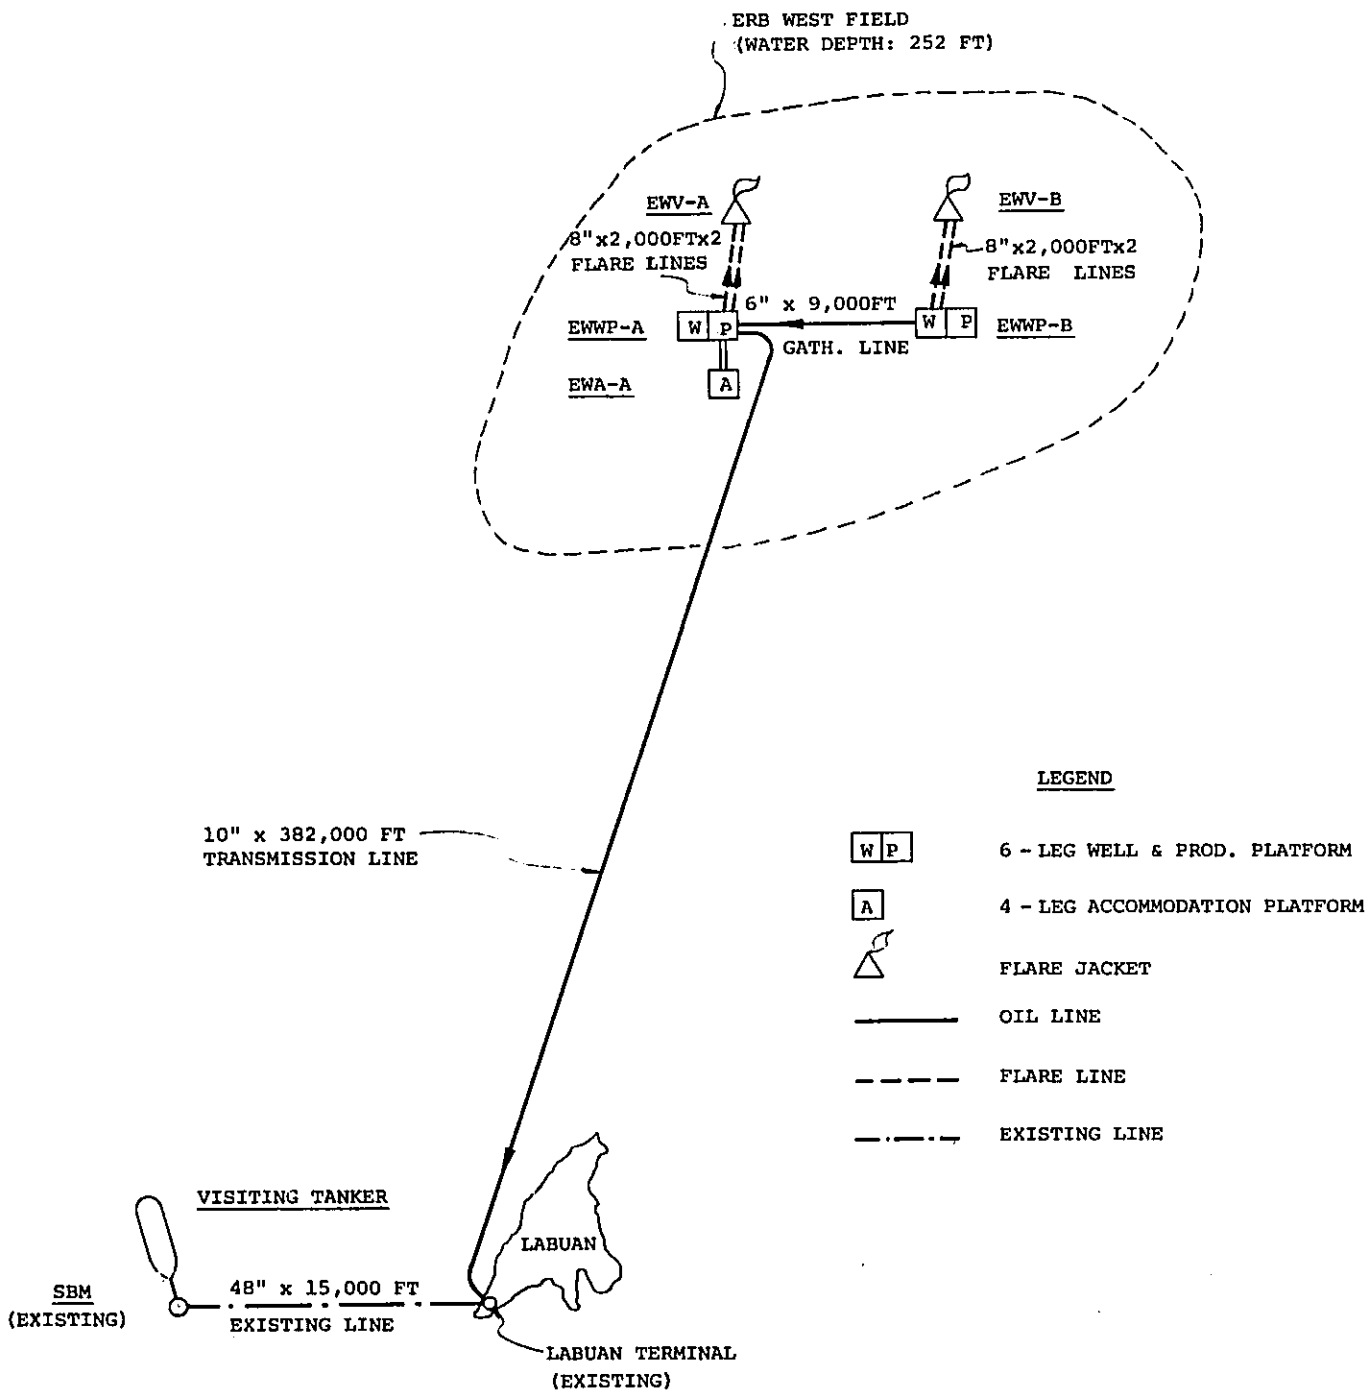 ERB WEST FIELD
(WATER DEPTH: 252 FT)
EWV-A
EWV-B
8"x2,000FTx2
FLARE LINES
8"x2,000FTx2
FLARE LINES
6" x 9,000FT
GATH. LINE
EWWP-A
W P
W P
EWWP-B
EWA-A
A
10" x 382,000 FT
TRANSMISSION LINE
LEGEND
W P 6 - LEG WELL & PROD. PLATFORM
A 4 - LEG ACCOMMODATION PLATFORM
FLARE JACKET
OIL LINE
FLARE LINE
EXISTING LINE
VISITING TANKER
LABUAN
SBM
(EXISTING)
48" x 15,000 FT
EXISTING LINE
LABUAN TERMINAL
(EXISTING)